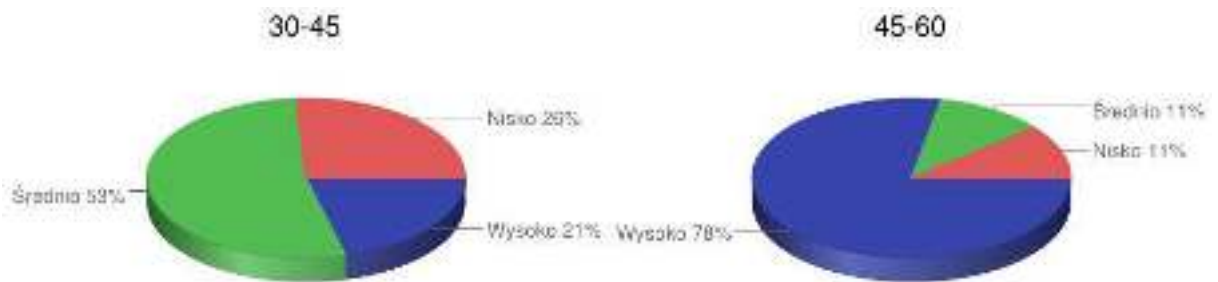 30-45
Nisko 26%
Średnio 53%
Wysoko 21%
45-60
Średnio 11%
Nisko 11%
Wysoko 78%